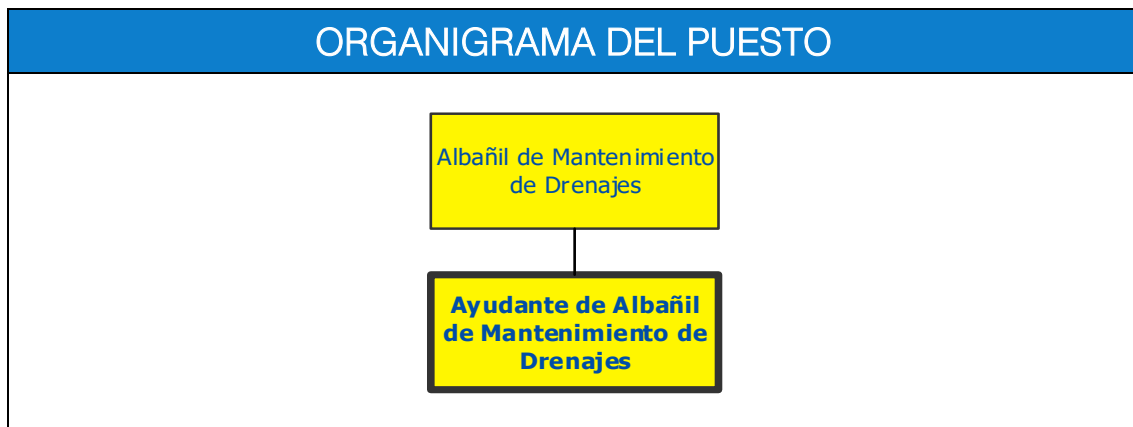 ORGANIGRAMA DEL PUESTO
Albañil de Mantenimiento
de Drenajes
Ayudante de Albañil
de Mantenimiento de
Drenajes